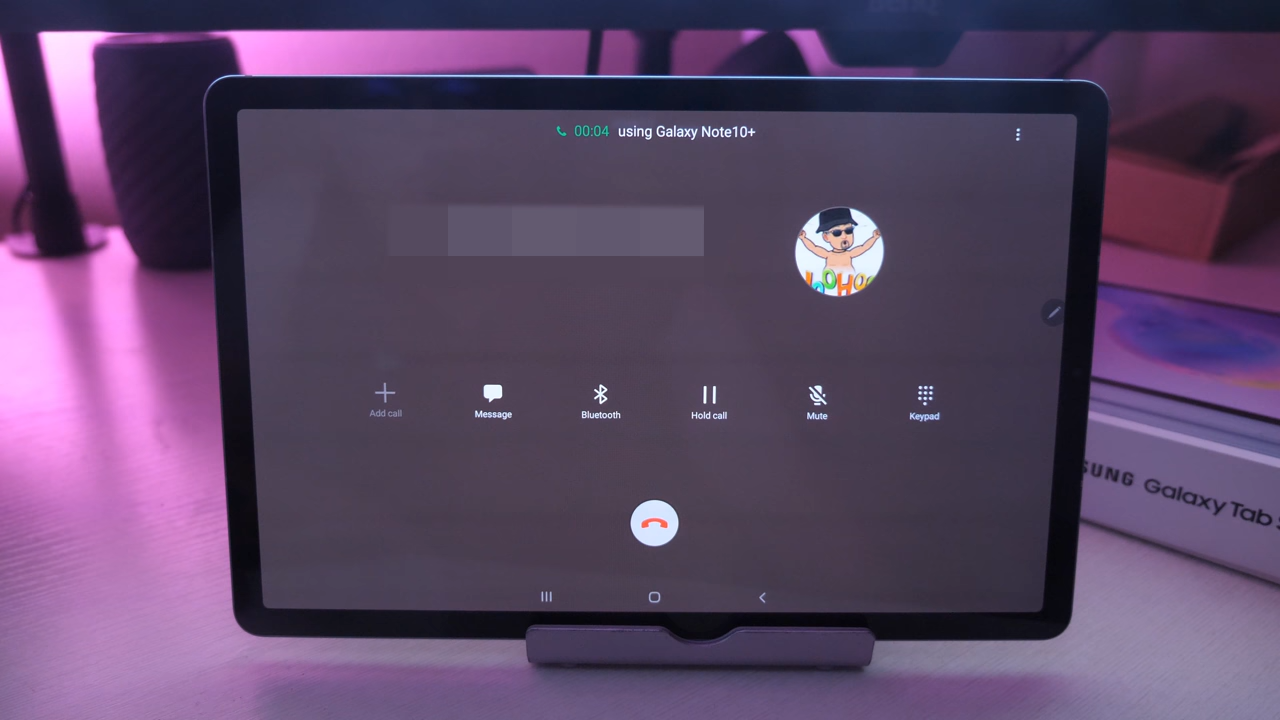 00:04 using Galaxy Note10+
Add call
Message
Bluetooth
Hold call
Mute
Keypad
SUNG Galaxy Tab S